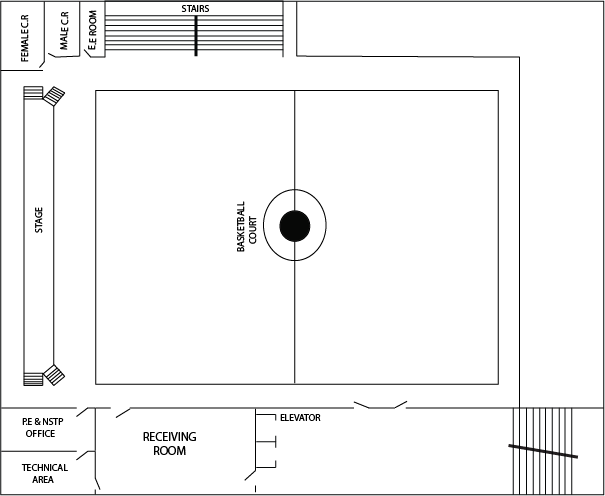 FEMALE C.R
MALE C.R
E.E ROOM
STAIRS
STAGE
BASKETBALL
COURT
P.E & NSTP
OFFICE
TECHNICAL
AREA
RECEIVING
ROOM
ELEVATOR